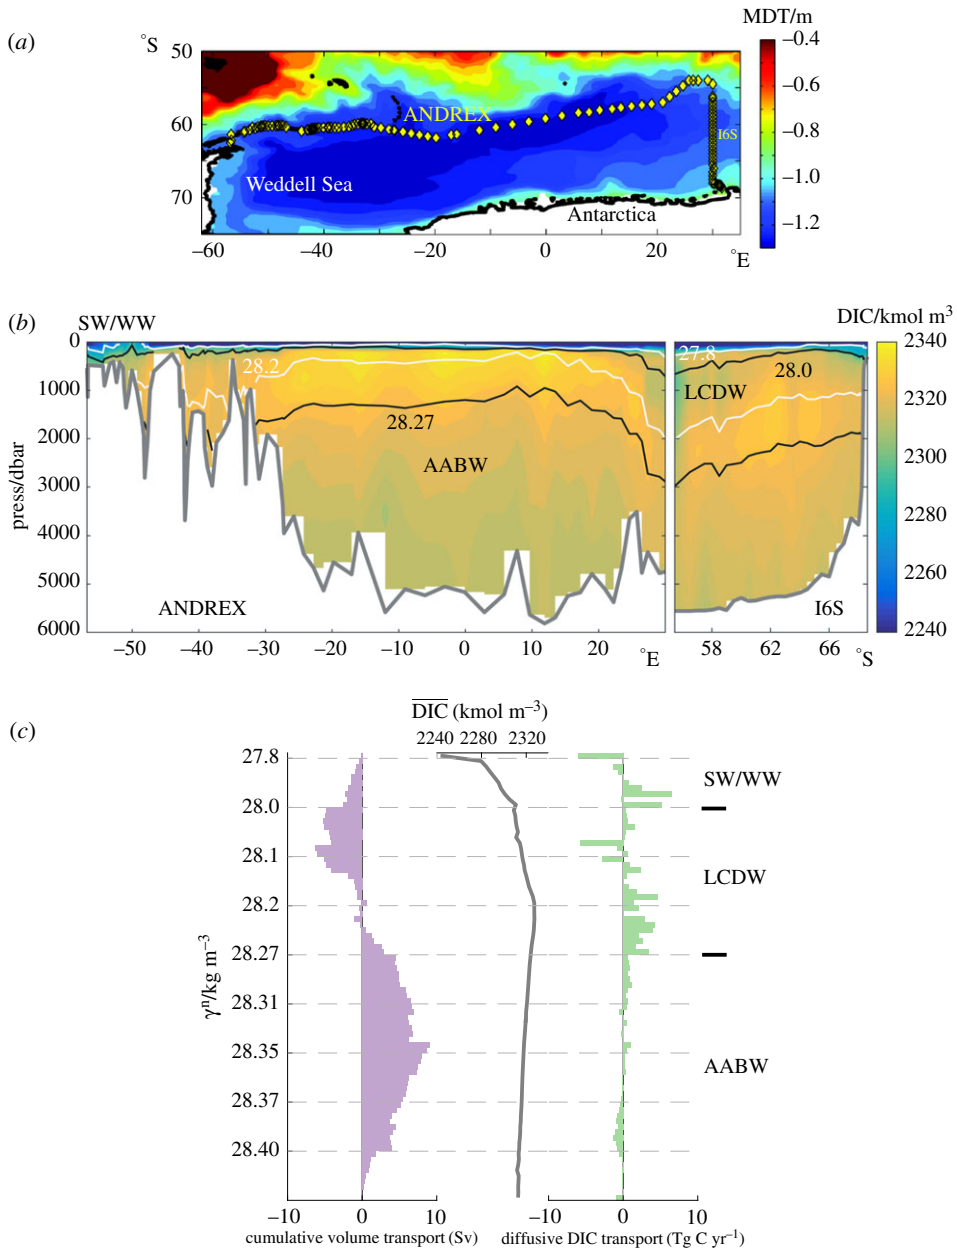 (a)
°S
MDT/m
50
60
70
ANDREX
I6S
Weddell Sea
Antarctica
–60
–40
–20
0
20
°E
–0.4
–0.6
–0.8
–1.0
–1.2
(b)
SW/WW
DIC/kmol m³
press/dbar
0
1000
2000
3000
4000
5000
6000
28.2
28.27
AABW
ANDREX
27.8
28.0
LCDW
I6S
–50
–40
–30
–20
–10
0
10
20
°E
58
62
66
°S
2340
2320
2300
2280
2260
2240
(c)
DIC (kmol m⁻³)
2240 2280 2320
γⁿ/kg m⁻³
27.8
28.0
28.1
28.2
28.27
28.31
28.35
28.37
28.40
SW/WW
LCDW
AABW
–10 0 10
cumulative volume transport (Sv)
–10 0 10
diffusive DIC transport (Tg C yr⁻¹)